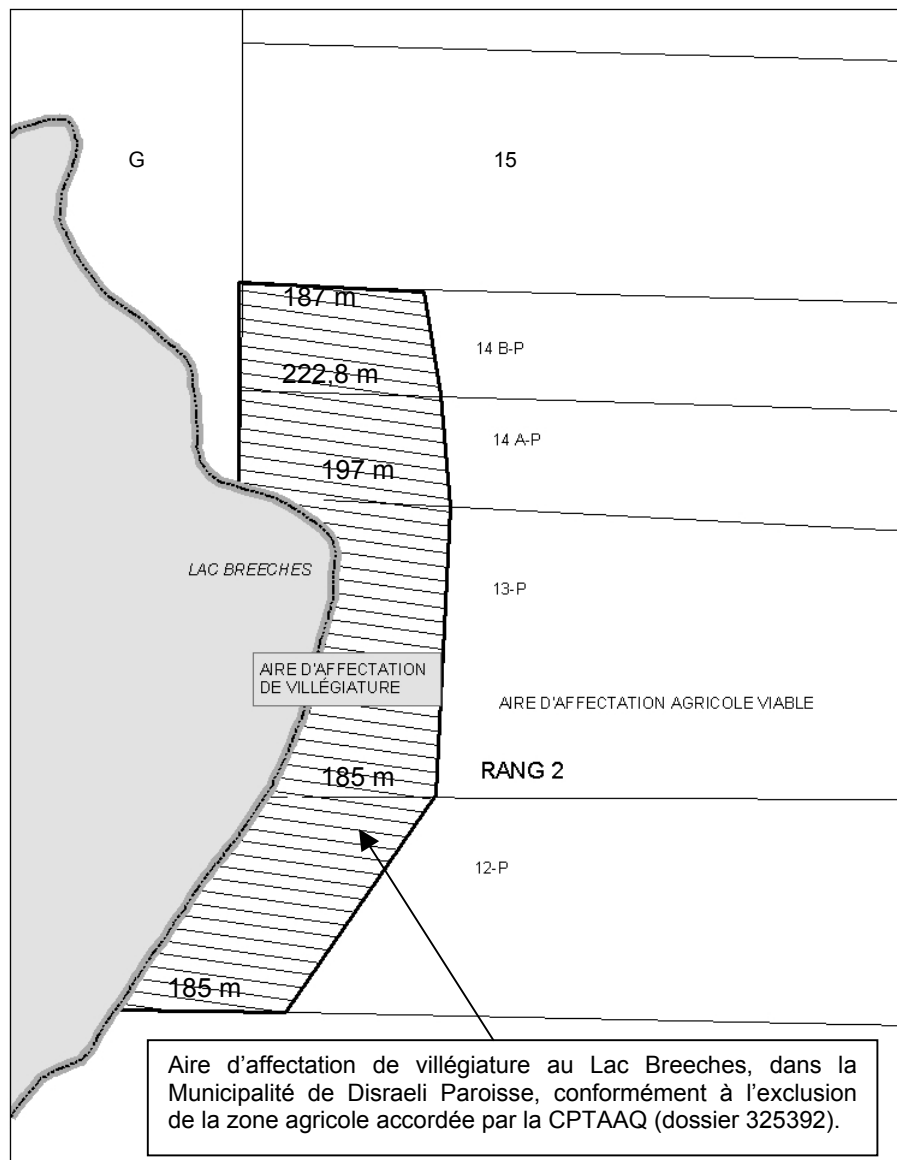 G
15
187 m
14 B-P
222,8 m
14 A-P
197 m
LAC BREECHES
13-P
AIRE D'AFFECTATION
DE VILLÉGIATURE
AIRE D'AFFECTATION AGRICOLE VIABLE
185 m
RANG 2
12-P
185 m
Aire d’affectation de villégiature au Lac Breeches, dans la
Municipalité de Disraeli Paroisse, conformément à l’exclusion
de la zone agricole accordée par la CPTAAQ (dossier 325392).